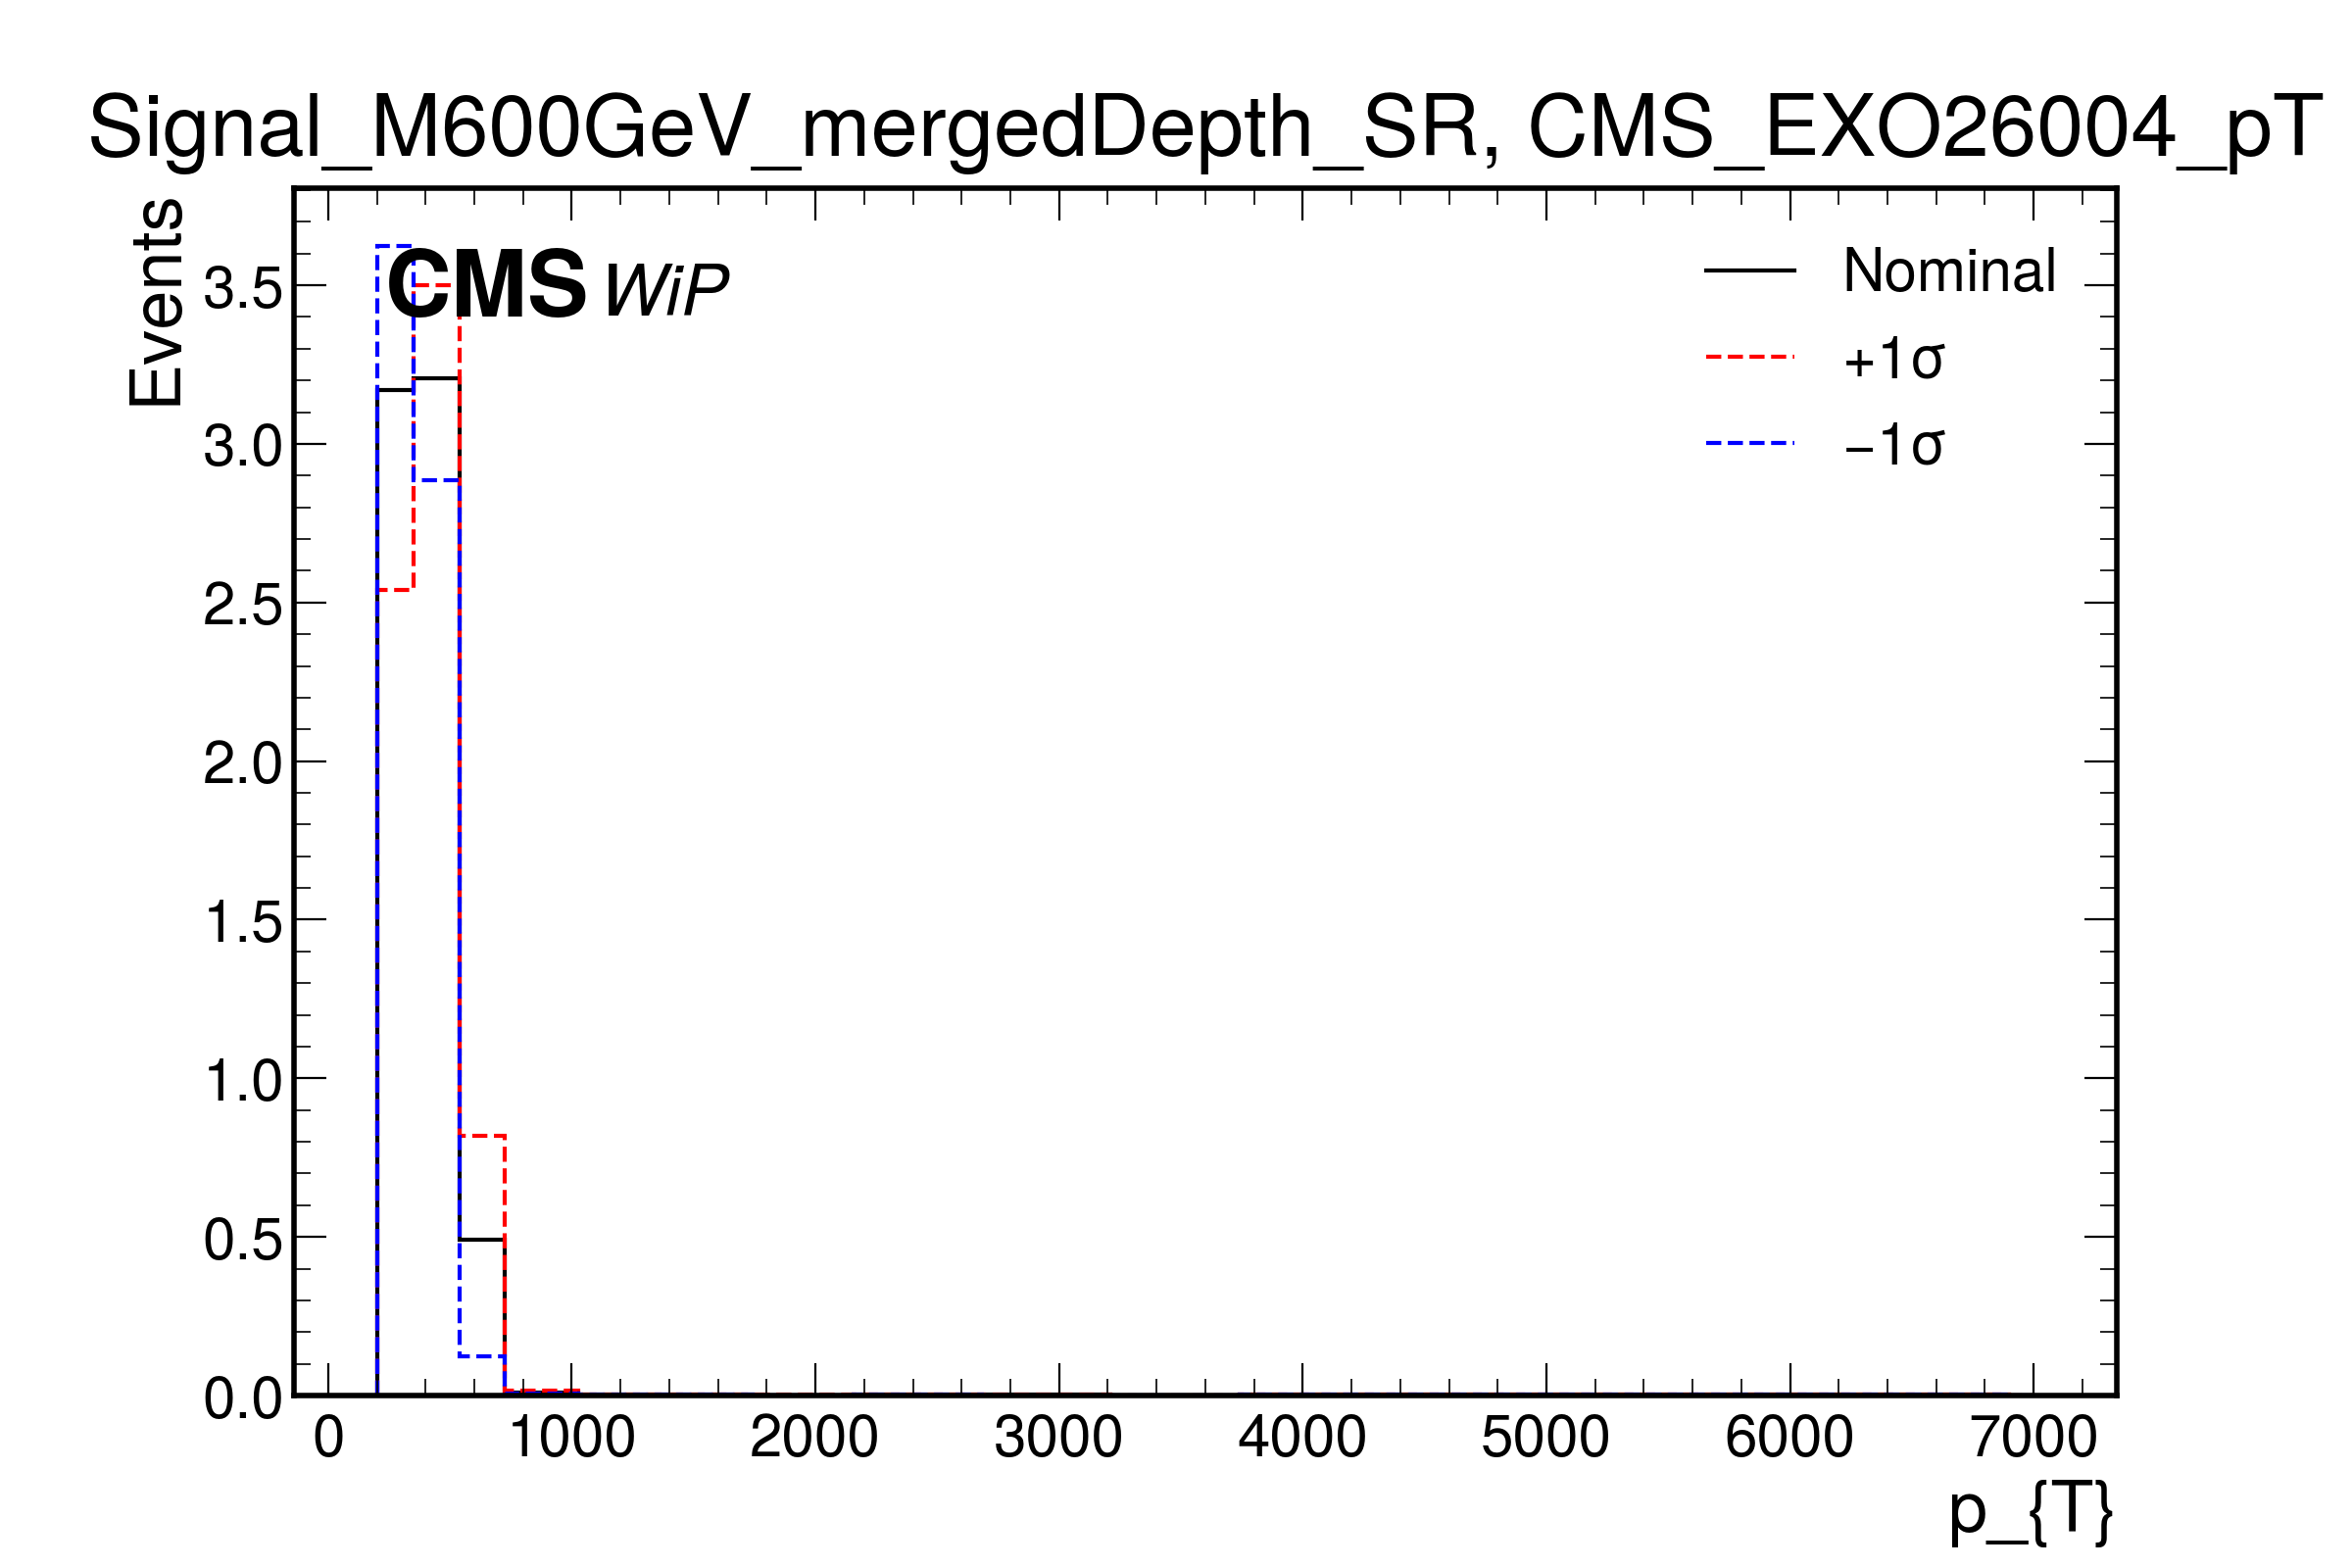 Signal_M600GeV_mergedDepth_SR, CMS_EXO26004_pT
Events
CMS WiP
Nominal
+1σ
−1σ
3.5
3.0
2.5
2.0
1.5
1.0
0.5
0.0
0 1000 2000 3000 4000 5000 6000 7000
p_{T}